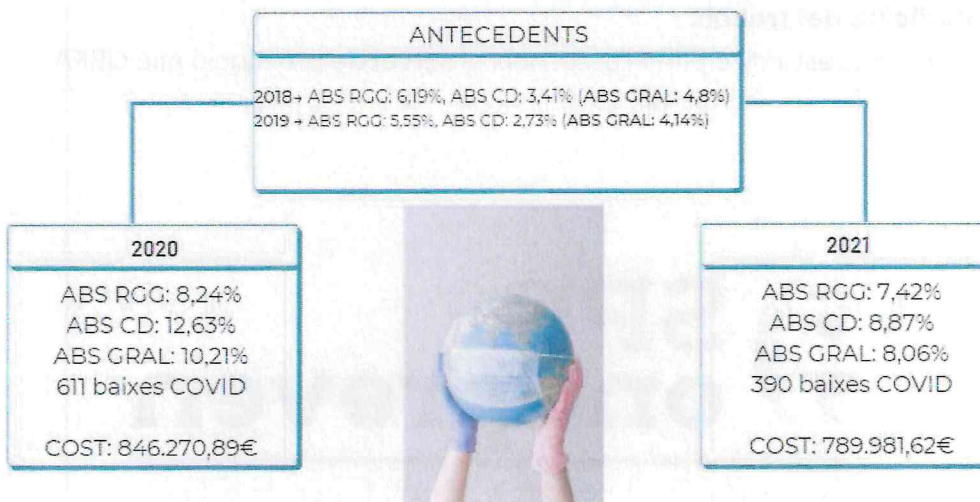 ANTECEDENTS
2018→ ABS RGG: 6,19%, ABS CD: 3,41% (ABS GRAL: 4,8%)
2019→ ABS RGG: 5,55%, ABS CD: 2,73% (ABS GRAL: 4,14%)
2020
ABS RGG: 8,24%
ABS CD: 12,63%
ABS GRAL: 10,21%
611 baixes COVID
COST: 846.270,89€
2021
ABS RGG: 7,42%
ABS CD: 8,87%
ABS GRAL: 8,06%
390 baixes COVID
COST: 789.981,62€